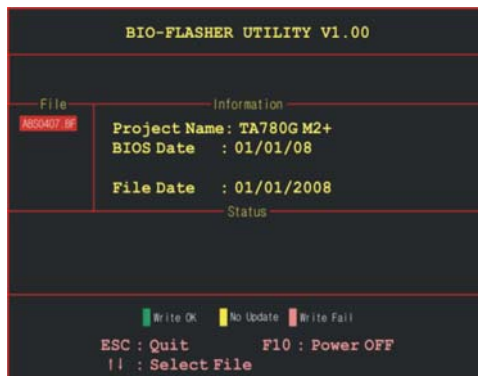 BIO-FLASHER UTILITY V1.00
File
Information
A8S0407.BF
Project Name: TA780G M2+
BIOS Date : 01/01/08
File Date : 01/01/2008
Status
Write OK No Update Write Fail
ESC : Quit F10 : Power OFF
↑↓ : Select File